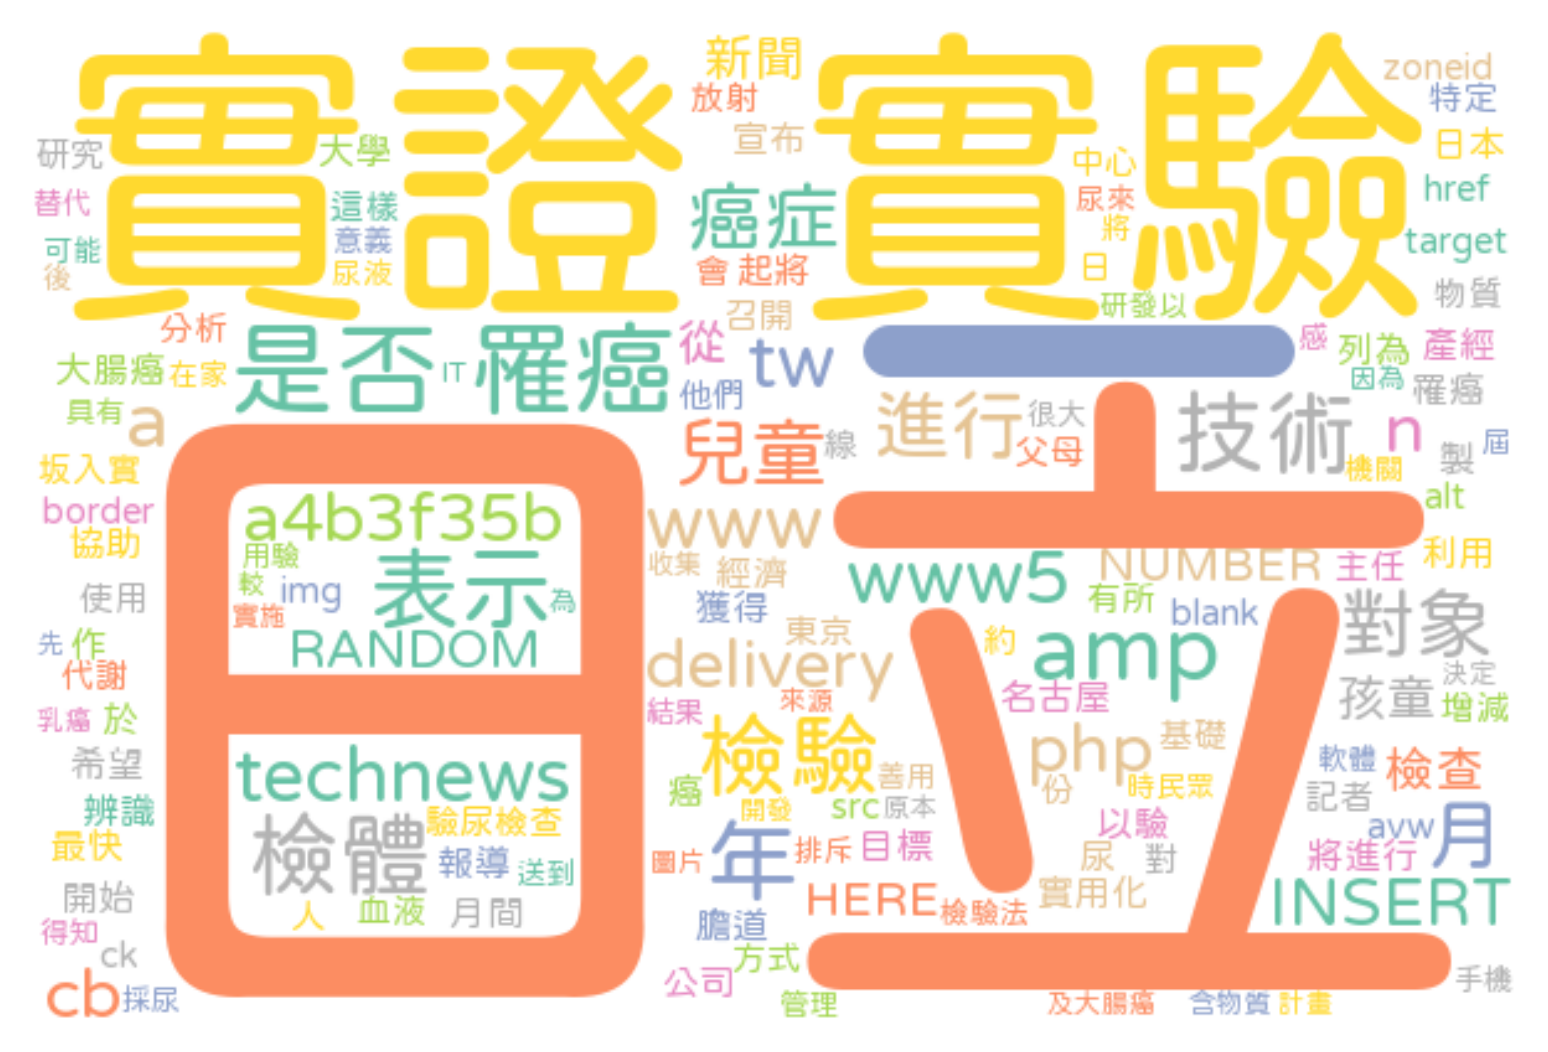 實證實驗
新聞
zoneid
放射
特定
宣布
日本
研究
大學
中心
替代
這樣
癌症
尿來
href
可能
意義
將
target
後
尿液
會
起將
日
物質
召開
研發以
分析
是否
IT
罹癌
從
tw
一
感
列為
產經
大腸癌
在家
他們
因為
罹癌
具有
a
兒童
線
進行
很大
父母
技術
n
製
屆
機關
坂入實
日立
border
a4b3f35b
www
alt
協助
用驗
表示
收集
經濟
www5
NUMBER
主任
利用
使用
較
img
為
實施
獲得
有所
blank
對象
先
作
RANDOM
東京
約
amp
代謝
delivery
決定
乳癌
於
結果
來源
名古屋
孩童
增減
希望
technews
檢驗
php
基礎
軟體
檢查
辨識
癌
善用
份
時民眾
記者
最快
檢體
驗尿檢查
開發
src
原本
以驗
avw
月
報導
送到
圖片
年
排斥
目標
尿
對
將進行
開始
人
血液
月間
HERE
檢驗法
實用化
INSERT
得知
膽道
ck
方式
cb
採尿
公司
管理
手機
及大腸癌
含物質
計畫